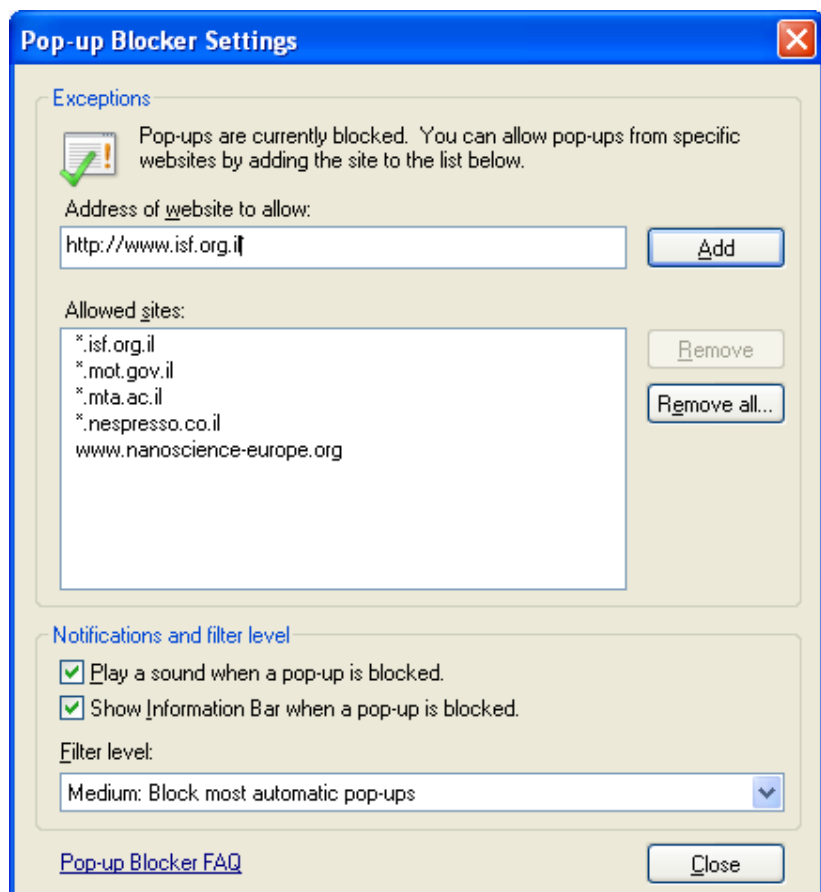 Pop-up Blocker Settings
Exceptions
Pop-ups are currently blocked. You can allow pop-ups from specific
websites by adding the site to the list below.
Address of website to allow:
http://www.isf.org.il
Add
Allowed sites:
*.isf.org.il
*.mot.gov.il
*.mta.ac.il
*.nespresso.co.il
www.nanoscience-europe.org
Remove
Remove all...
Notifications and filter level
Play a sound when a pop-up is blocked.
Show Information Bar when a pop-up is blocked.
Filter level:
Medium: Block most automatic pop-ups
Pop-up Blocker FAQ
Close